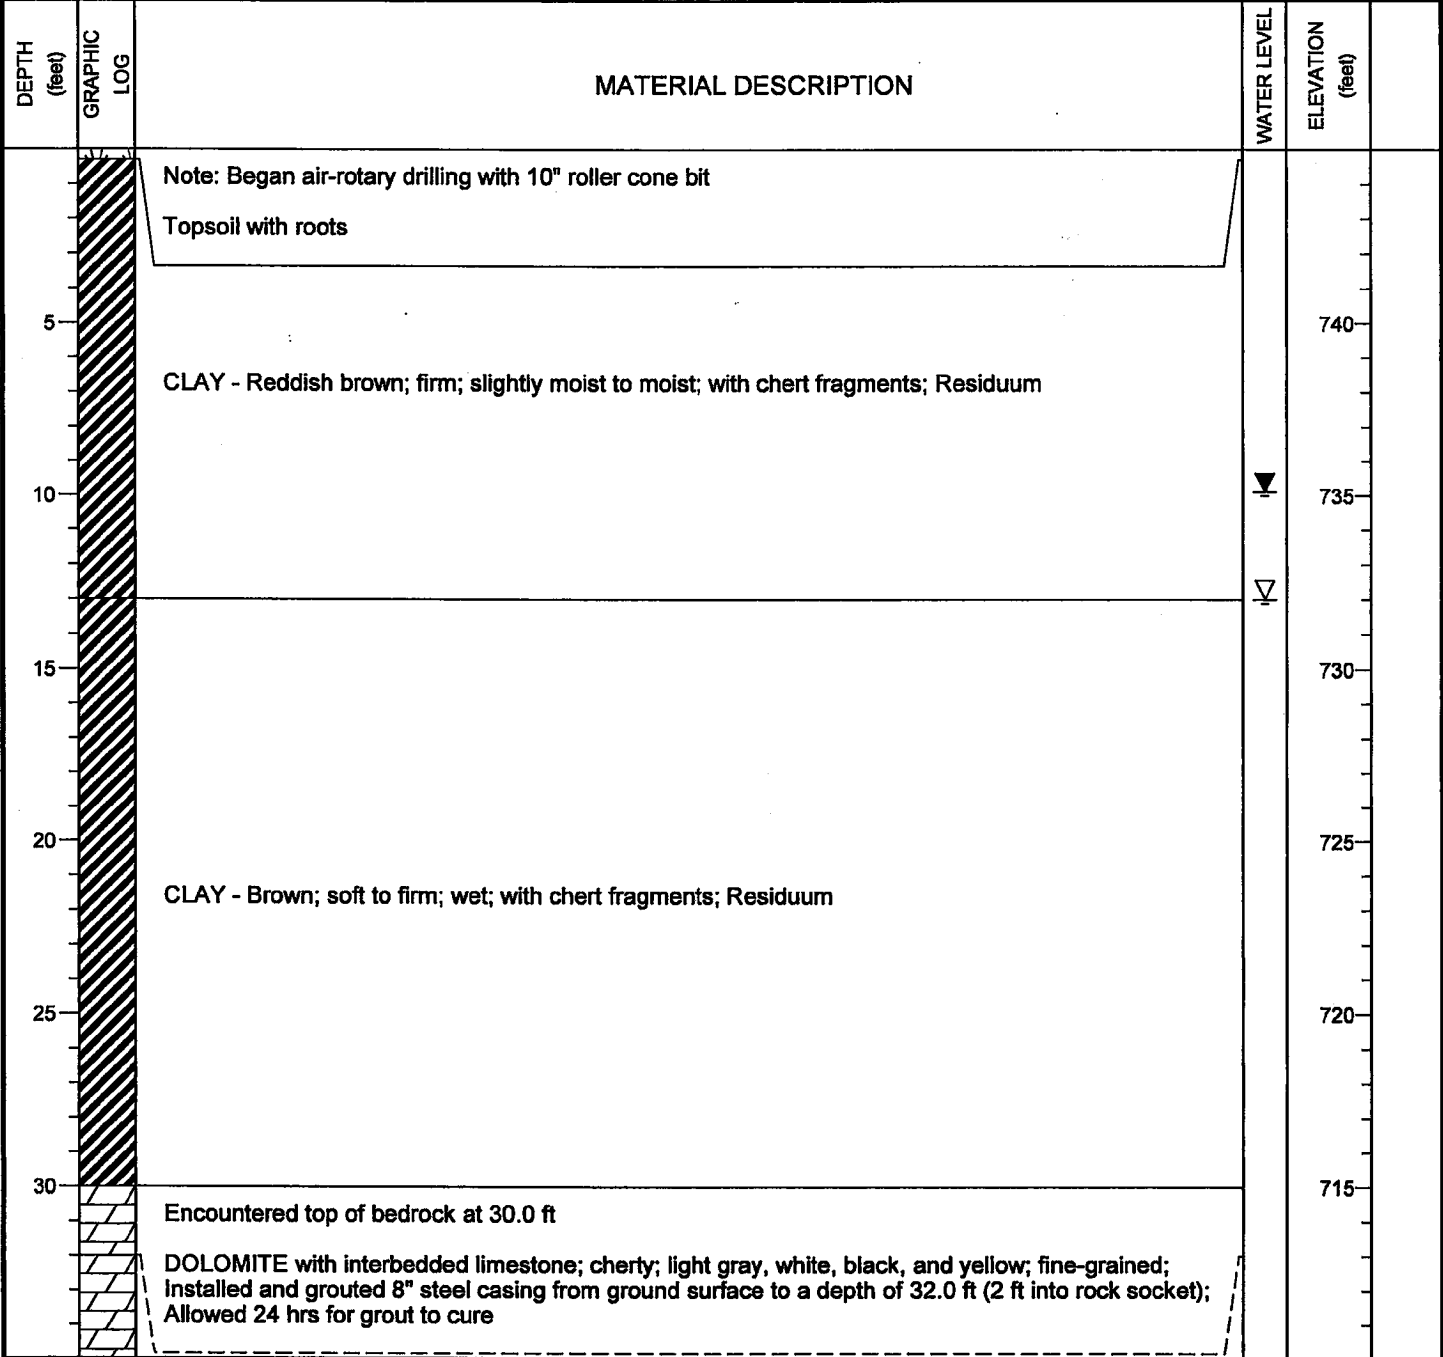 DEPTH
(feet)
GRAPHIC
LOG
MATERIAL DESCRIPTION
WATER LEVEL
ELEVATION
(feet)
Note: Began air-rotary drilling with 10" roller cone bit
Topsoil with roots
5
740
CLAY - Reddish brown; firm; slightly moist to moist; with chert fragments; Residuum
10
735
15
730
20
725
CLAY - Brown; soft to firm; wet; with chert fragments; Residuum
25
720
30
715
Encountered top of bedrock at 30.0 ft
DOLOMITE with interbedded limestone; cherty; light gray, white, black, and yellow; fine-grained;
Installed and grouted 8" steel casing from ground surface to a depth of 32.0 ft (2 ft into rock socket);
Allowed 24 hrs for grout to cure